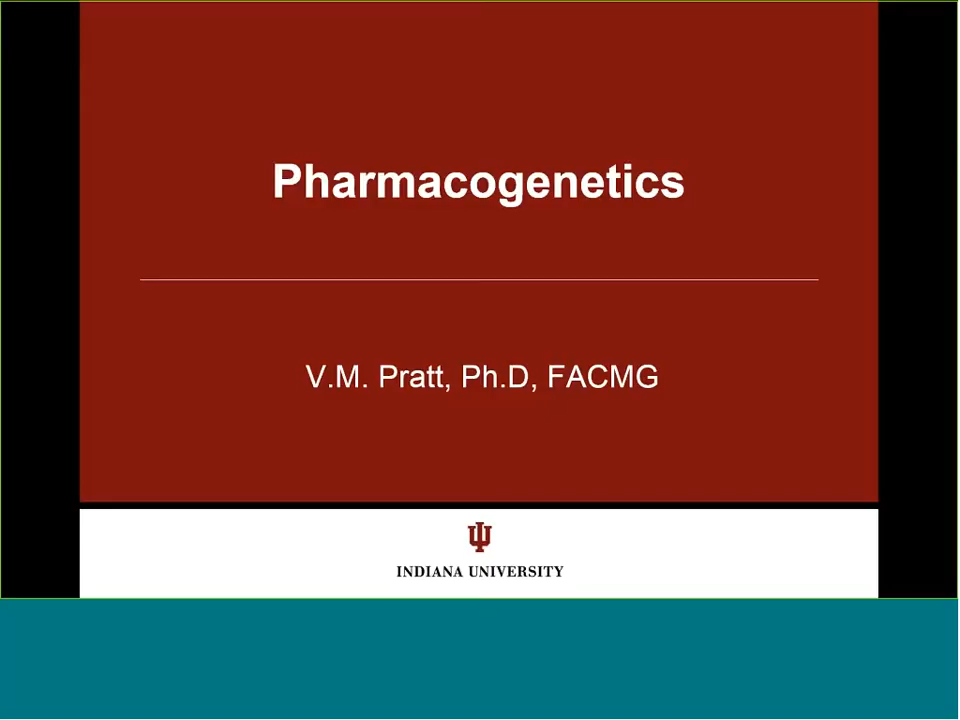 Pharmacogenetics
V.M. Pratt, Ph.D, FACMG
INDIANA UNIVERSITY